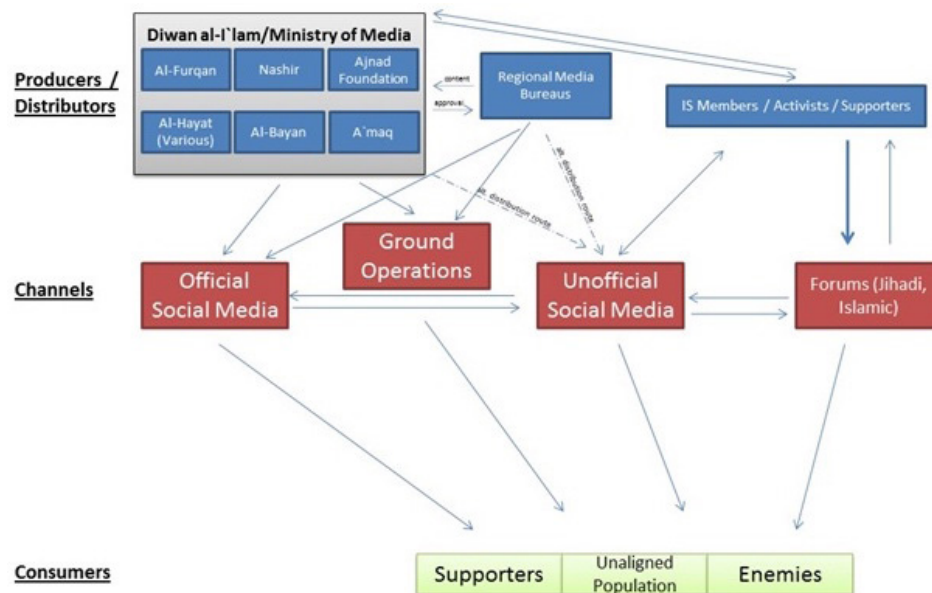 Diwan al-I`lam/Ministry of Media
Producers /
Distributors
Al-Furqan
Nashir
Ajnad
Foundation
Al-Hayat
(Various)
Al-Bayan
A`maq
content
approval
Regional Media
Bureaus
IS Members / Activists / Supporters
alt. distribution route
alt. distribution route
Channels
Official
Social Media
Ground
Operations
Unofficial
Social Media
Forums (Jihadi,
Islamic)
Consumers
Supporters
Unaligned
Population
Enemies